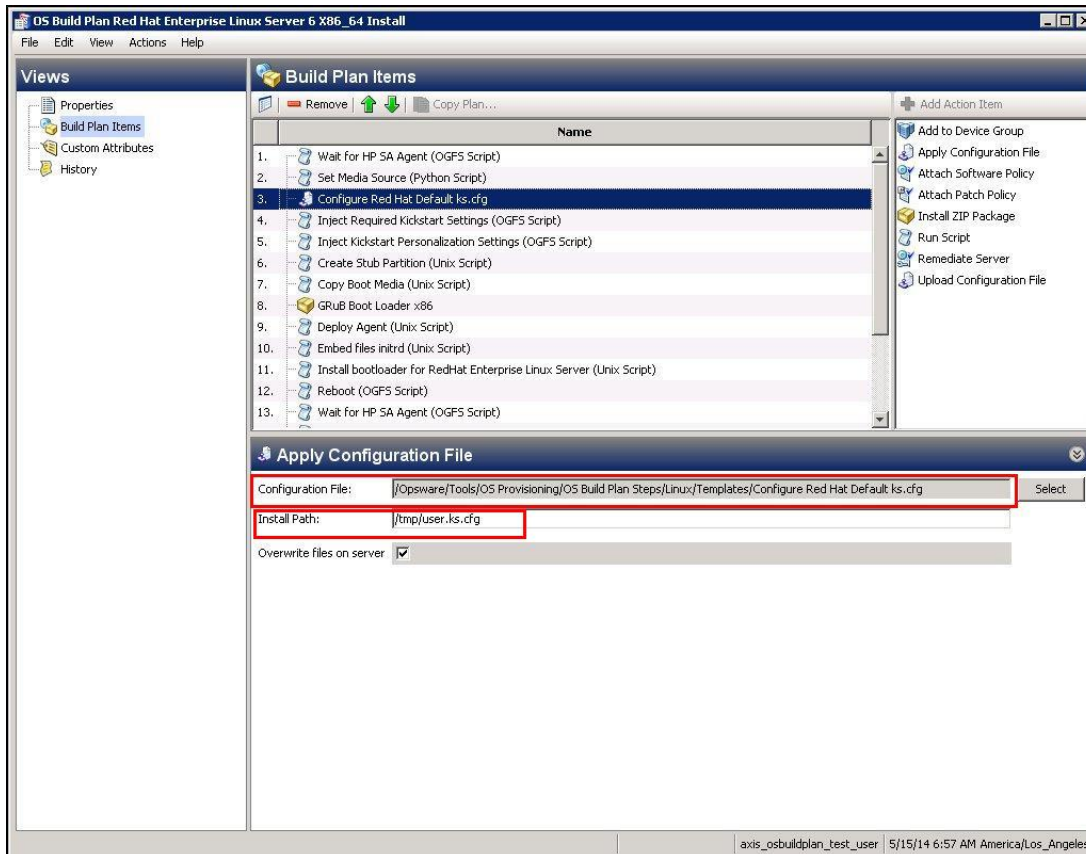 OS Build Plan Red Hat Enterprise Linux Server 6 X86_64 Install
File Edit View Actions Help
Views
Properties
Build Plan Items
Custom Attributes
History
Build Plan Items
Remove Copy Plan...
Name
1. Wait for HP SA Agent (OGFS Script)
2. Set Media Source (Python Script)
3. Configure Red Hat Default ks.cfg
4. Inject Required Kickstart Settings (OGFS Script)
5. Inject Kickstart Personalization Settings (OGFS Script)
6. Create Stub Partition (Unix Script)
7. Copy Boot Media (Unix Script)
8. GRuB Boot Loader x86
9. Deploy Agent (Unix Script)
10. Embed files initrd (Unix Script)
11. Install bootloader for RedHat Enterprise Linux Server (Unix Script)
12. Reboot (OGFS Script)
13. Wait for HP SA Agent (OGFS Script)
Add Action Item
Add to Device Group
Apply Configuration File
Attach Software Policy
Attach Patch Policy
Install ZIP Package
Run Script
Remediate Server
Upload Configuration File
Apply Configuration File
Configuration File: /Opsware/Tools/OS Provisioning/OS Build Plan Steps/Linux/Templates/Configure Red Hat Default ks.cfg Select
Install Path: /tmp/user.ks.cfg
Overwrite files on server
axis_osbuildplan_test_user 5/15/14 6:57 AM America/Los_Angeles